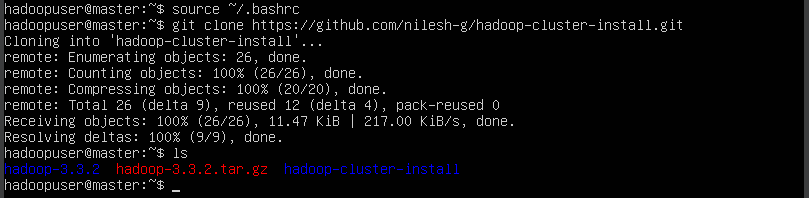 hadoopuser@master:~$ source ~/.bashrc
hadoopuser@master:~$ git clone https://github.com/nilesh-g/hadoop-cluster-install.git
Cloning into 'hadoop-cluster-install'...
remote: Enumerating objects: 26, done.
remote: Counting objects: 100% (26/26), done.
remote: Compressing objects: 100% (20/20), done.
remote: Total 26 (delta 9), reused 12 (delta 4), pack-reused 0
Receiving objects: 100% (26/26), 11.47 KiB | 217.00 KiB/s, done.
Resolving deltas: 100% (9/9), done.
hadoopuser@master:~$ ls
hadoop-3.3.2  hadoop-3.3.2.tar.gz  hadoop-cluster-install
hadoopuser@master:~$ _